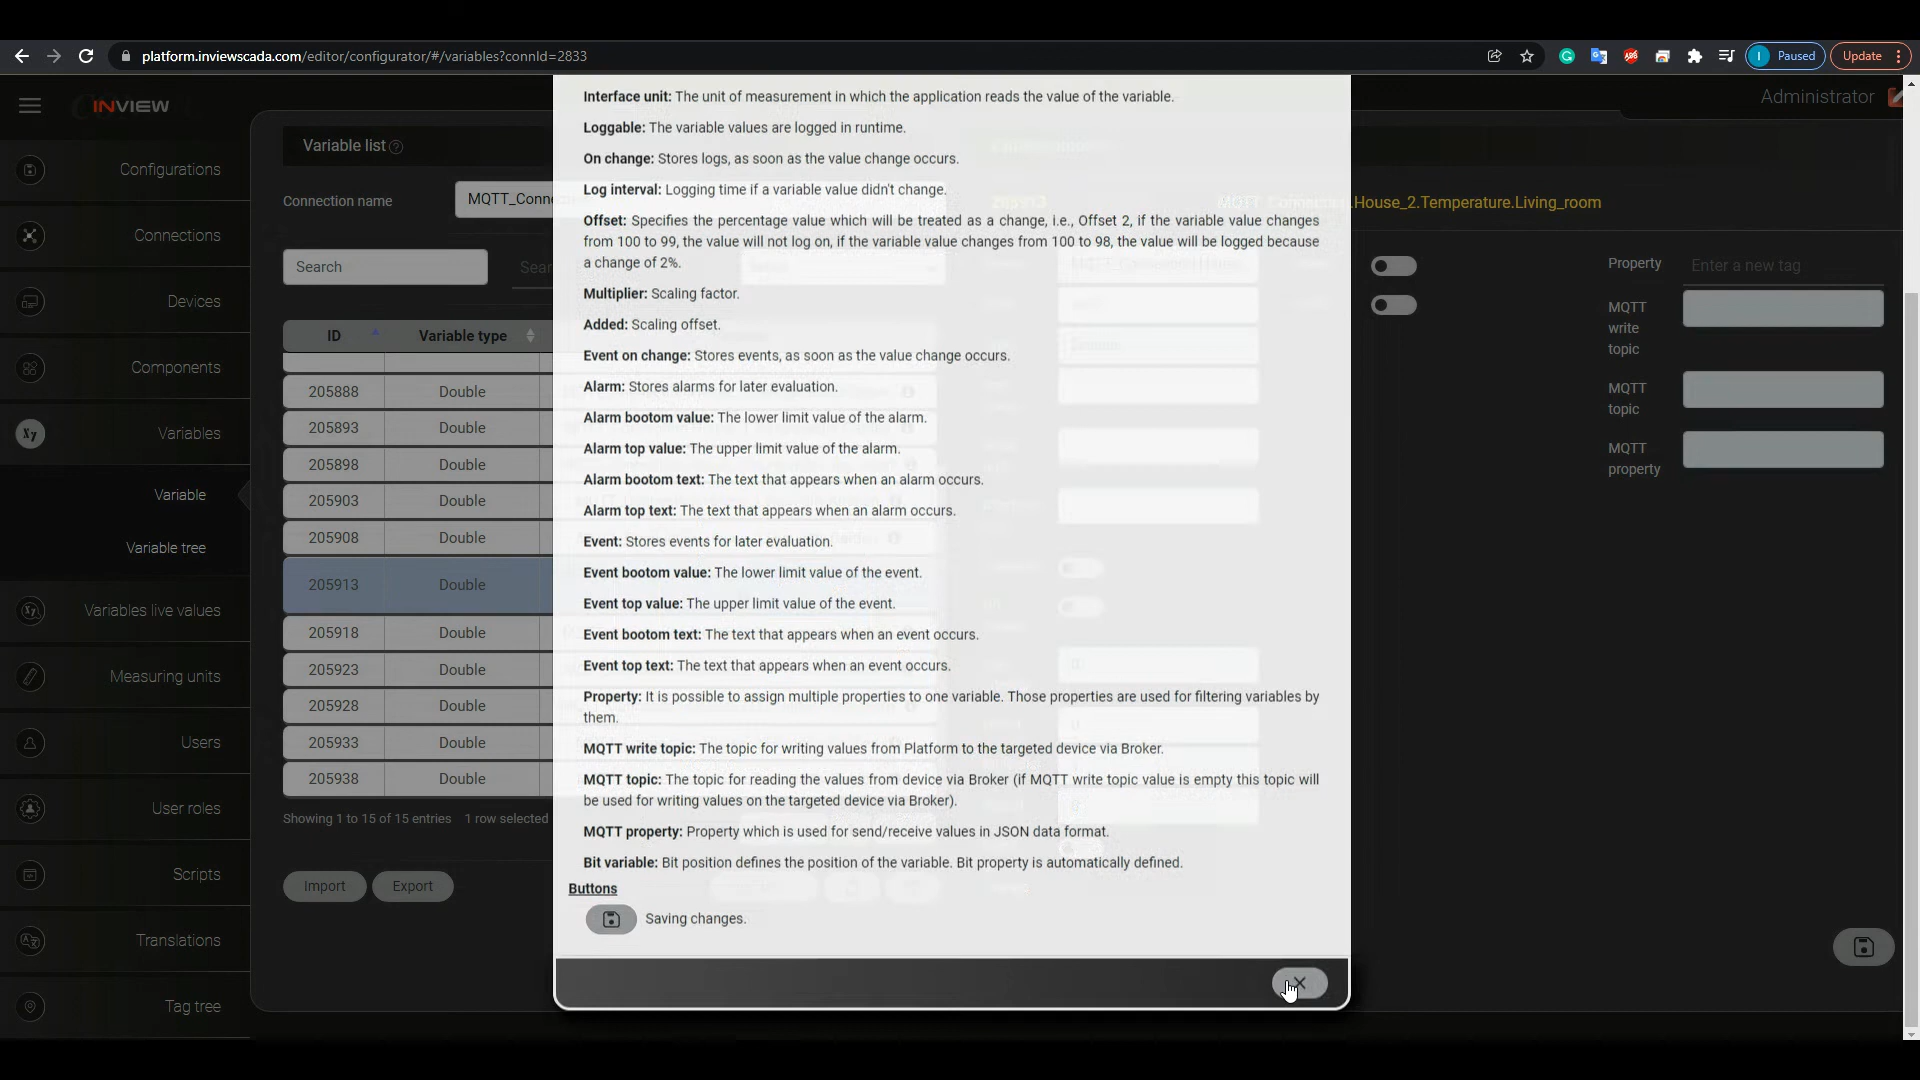 platform.inviewscada.com/editor/configurator/#/variables?connId=2833
Paused
Update
INVIEW
Administrator
Configurations
Connections
Devices
Components
Variables
Variable
Variable tree
Variables live values
Measuring units
Users
User roles
Scripts
Translations
Tag tree
Variable list
Connection name
MQTT_Conne
Search
Sear
ID Variable type
205888 Double
205893 Double
205898 Double
205903 Double
205908 Double
205913 Double
205918 Double
205923 Double
205928 Double
205933 Double
205938 Double
Showing 1 to 15 of 15 entries 1 row selected
Import Export
Interface unit: The unit of measurement in which the application reads the value of the variable.
Loggable: The variable values are logged in runtime.
On change: Stores logs, as soon as the value change occurs.
Log interval: Logging time if a variable value didn't change.
Offset: Specifies the percentage value which will be treated as a change, i.e., Offset 2, if the variable value changes
from 100 to 99, the value will not log on, if the variable value changes from 100 to 98, the value will be logged because
a change of 2%.
Multiplier: Scaling factor.
Added: Scaling offset.
Event on change: Stores events, as soon as the value change occurs.
Alarm: Stores alarms for later evaluation.
Alarm bootom value: The lower limit value of the alarm.
Alarm top value: The upper limit value of the alarm.
Alarm bootom text: The text that appears when an alarm occurs.
Alarm top text: The text that appears when an alarm occurs.
Event: Stores events for later evaluation.
Event bootom value: The lower limit value of the event.
Event top value: The upper limit value of the event.
Event bootom text: The text that appears when an event occurs.
Event top text: The text that appears when an event occurs.
Property: It is possible to assign multiple properties to one variable. Those properties are used for filtering variables by
them.
MQTT write topic: The topic for writing values from Platform to the targeted device via Broker.
MQTT topic: The topic for reading the values from device via Broker (if MQTT write topic value is empty this topic will
be used for writing values on the targeted device via Broker).
MQTT property: Property which is used for send/receive values in JSON data format.
Bit variable: Bit position defines the position of the variable. Bit property is automatically defined.
Buttons
Saving changes.
.House_2.Temperature.Living_room
Property Enter a new tag
MQTT
write
topic
MQTT
topic
MQTT
property